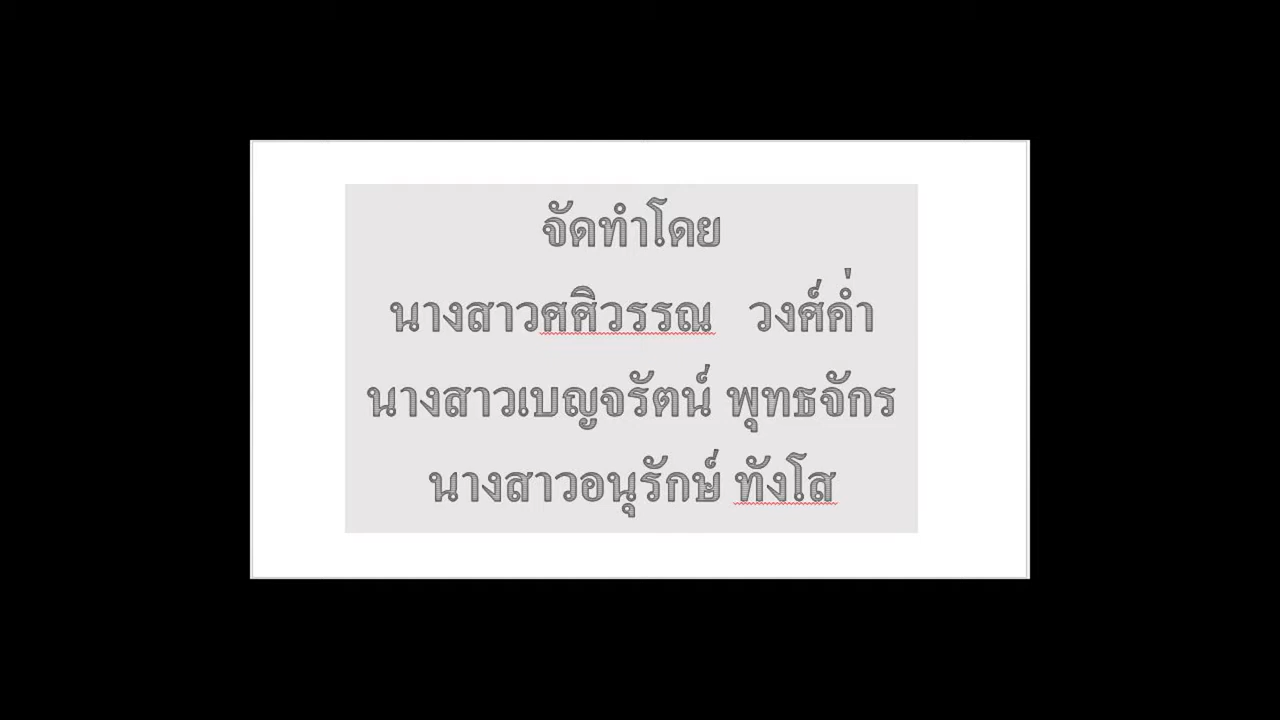 จัดทำโดย
นางสาวศศิวรรณ วงศ์ค่ำ
นางสาวเบญจรัตน์ พุทธจักร
นางสาวอนุรักษ์ ทังโส